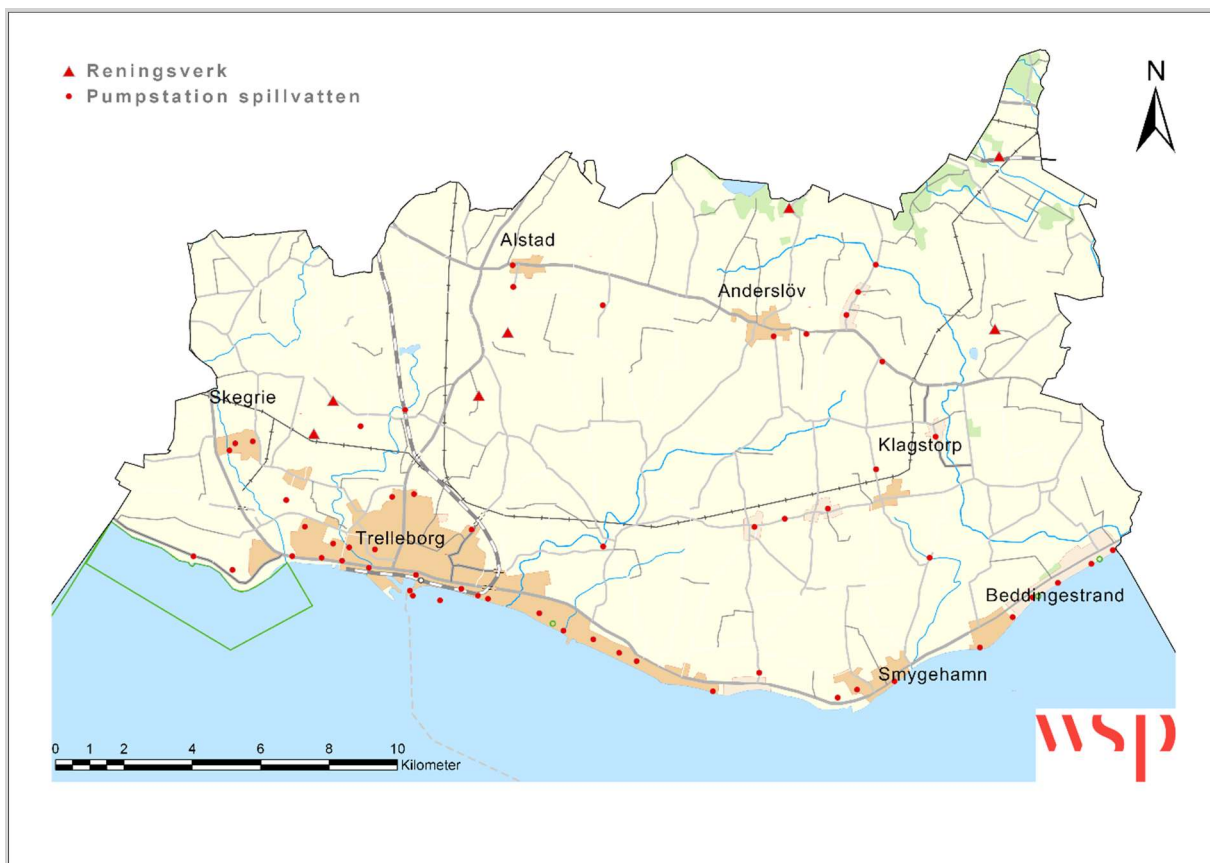 Reningsverk
Pumpstation spillvatten
N
Alstad
Anderslöv
Skegrie
Klagstorp
Trelleborg
Beddingestrand
Smygehamn
wsp
0 1 2 4 6 8 10
Kilometer